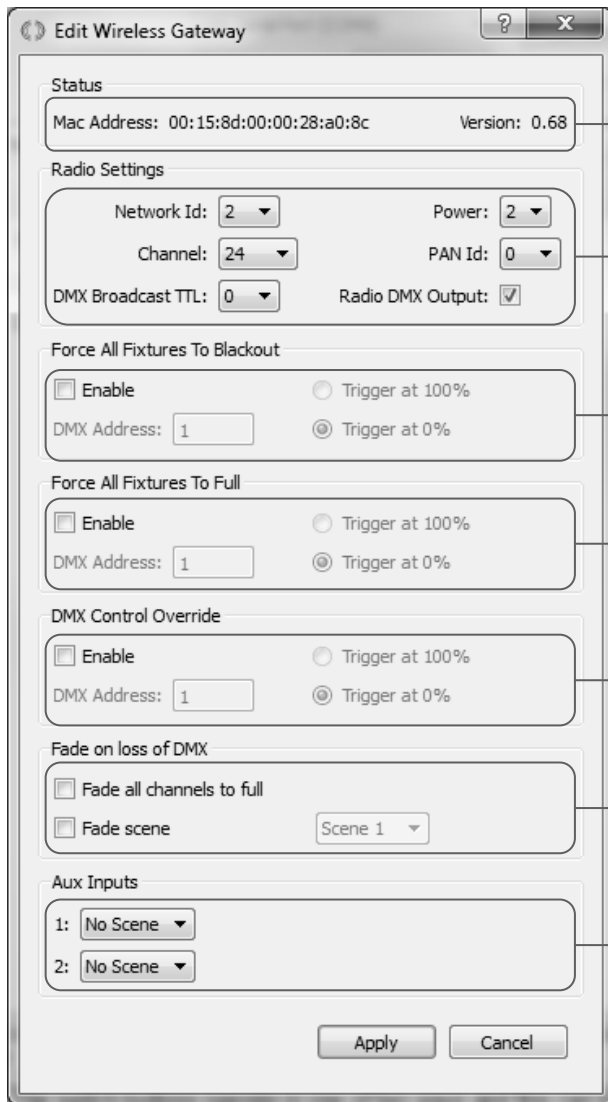 Edit Wireless Gateway
Status
Mac Address: 00:15:8d:00:00:28:a0:8c Version: 0.68
Radio Settings
Network Id: 2 Power: 2
Channel: 24 PAN Id: 0
DMX Broadcast TTL: 0 Radio DMX Output:
Force All Fixtures To Blackout
Enable Trigger at 100%
DMX Address: 1 Trigger at 0%
Force All Fixtures To Full
Enable Trigger at 100%
DMX Address: 1 Trigger at 0%
DMX Control Override
Enable Trigger at 100%
DMX Address: 1 Trigger at 0%
Fade on loss of DMX
Fade all channels to full
Fade scene Scene 1
Aux Inputs
1: No Scene
2: No Scene
Apply Cancel